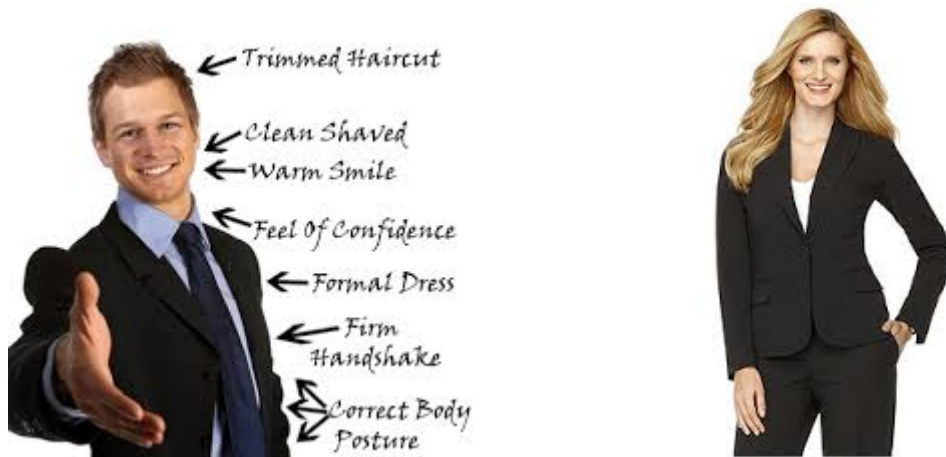 Trimmed Haircut
Clean Shaved
Warm Smile
Feel Of Confidence
Formal Dress
Firm
Handshake
Correct Body
Posture